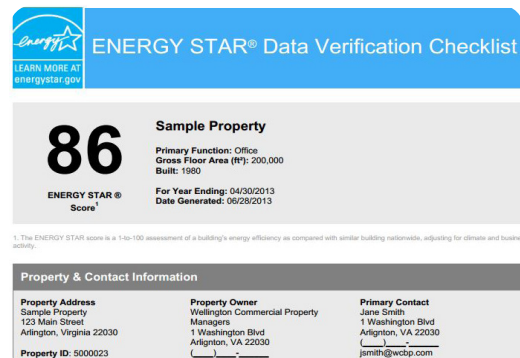 energy
LEARN MORE AT
energystar.gov
ENERGY STAR® Data Verification Checklist
86
ENERGY STAR ®
Score1
Sample Property
Primary Function: Office
Gross Floor Area (ft²): 200,000
Built: 1980
For Year Ending: 04/30/2013
Date Generated: 06/28/2013
1. The ENERGY STAR score is a 1-to-100 assessment of a building's energy efficiency as compared with similar building nationwide, adjusting for climate and busine
activity.
Property & Contact Information
Property Address
Sample Property
123 Main Street
Arlington, Virginia 22030
Property ID: 5000023
Property Owner
Wellington Commercial Property
Managers
1 Washington Blvd
Arlignton, VA 22030
(___)___-_____
Primary Contact
Jane Smith
1 Washington Blvd
Arlignton, VA 22030
(___)___-_____
jsmith@wcbp.com